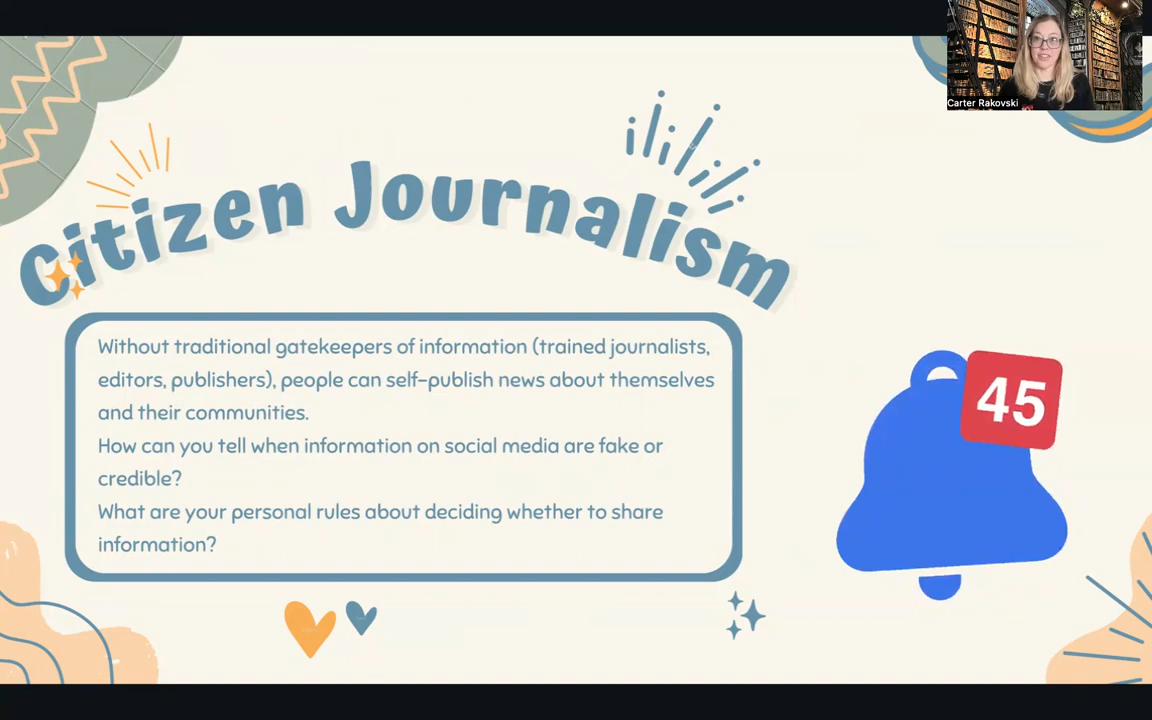 Carter Rakovski
Citizen Journalism
Without traditional gatekeepers of information (trained journalists,
editors, publishers), people can self-publish news about themselves
and their communities.
How can you tell when information on social media are fake or
credible?
What are your personal rules about deciding whether to share
information?
45